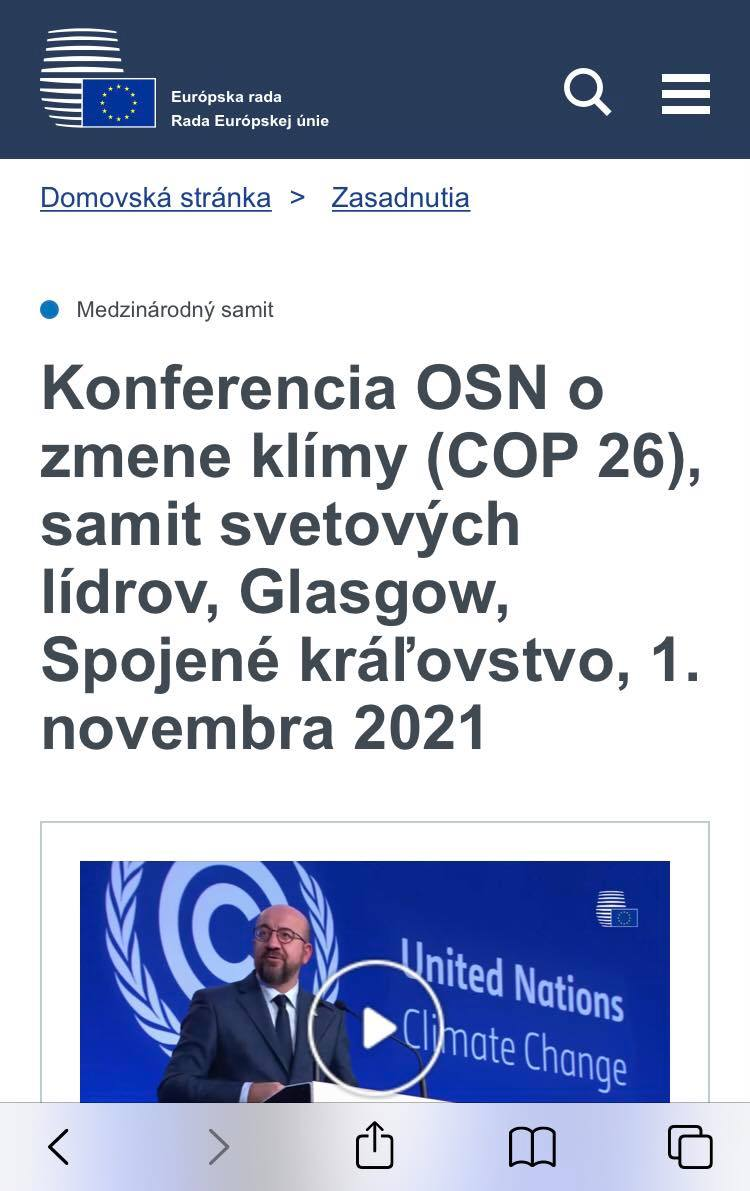 Európska rada
Rada Európskej únie
Domovská stránka > Zasadnutia
Medzinárodný samit
Konferencia OSN o
zmene klímy (COP 26),
samit svetových
lídrov, Glasgow,
Spojené kráľovstvo, 1.
novembra 2021
United Nations
Climate Change